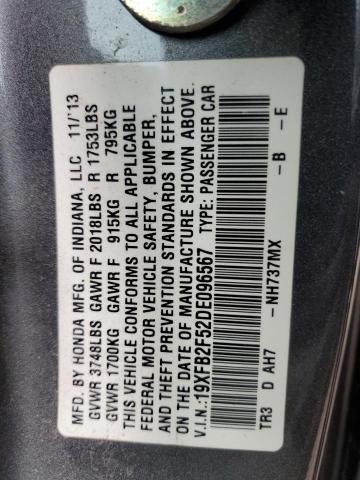 MFD. BY HONDA MFG. OF INDIANA, LLC 11/'13
GVWR 3748LBS GAWR F 2018LBS R 1753LBS
GVWR 1700KG GAWR F 915KG R 795KG
THIS VEHICLE CONFORMS TO ALL APPLICABLE
FEDERAL MOTOR VEHICLE SAFETY, BUMPER,
AND THEFT PREVENTION STANDARDS IN EFFECT
ON THE DATE OF MANUFACTURE SHOWN ABOVE.
V.I.N.:19XFB2F52DE096567 TYPE: PASSENGER CAR
TR3 D AH7 -NH737MX -B -E